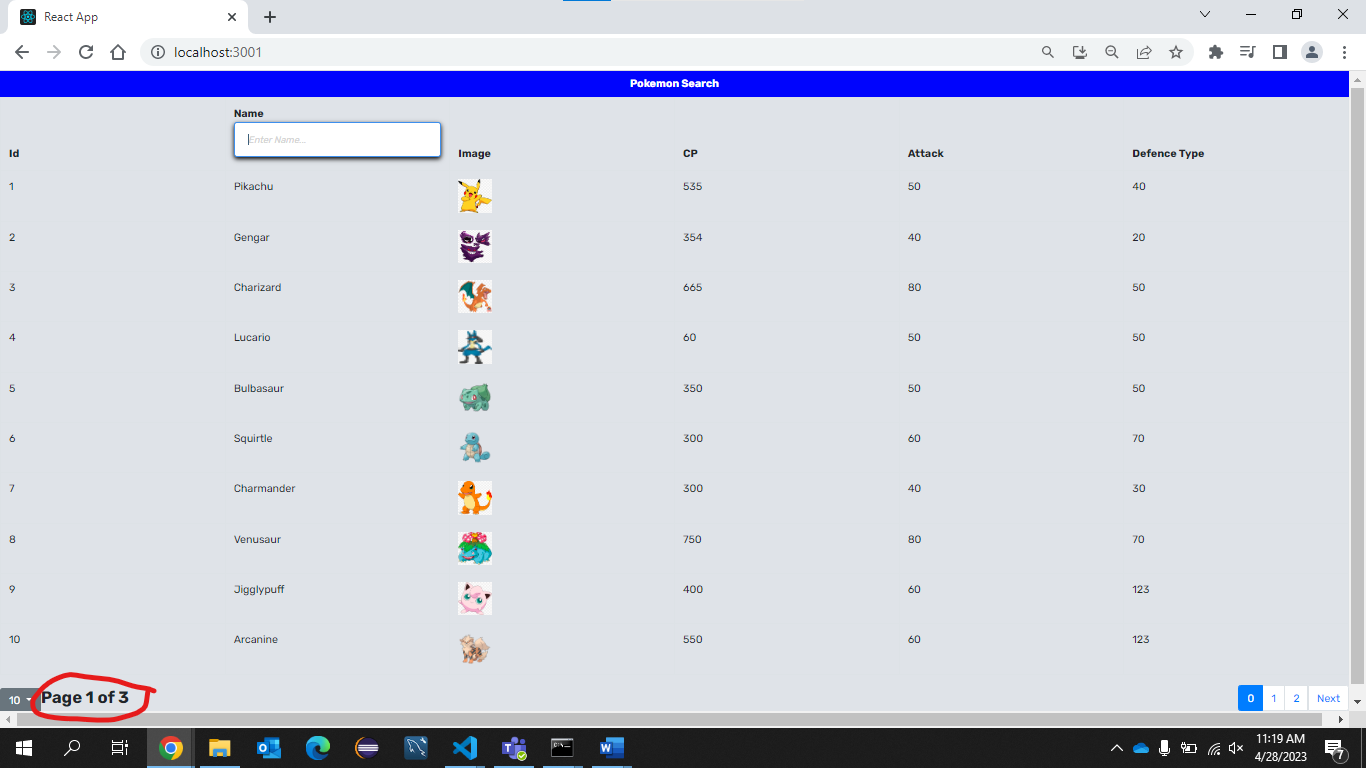 React App
localhost:3001
Pokemon Search
Name
Enter Name...
Id Image CP Attack Defence Type
1 Pikachu 535 50 40
2 Gengar 354 40 20
3 Charizard 665 80 50
4 Lucario 60 50 50
5 Bulbasaur 350 50 50
6 Squirtle 300 60 70
7 Charmander 300 40 30
8 Venusaur 750 80 70
9 Jigglypuff 400 60 123
10 Arcanine 550 60 123
10 Page 1 of 3 0 1 2 Next
11:19 AM
4/28/2023
7